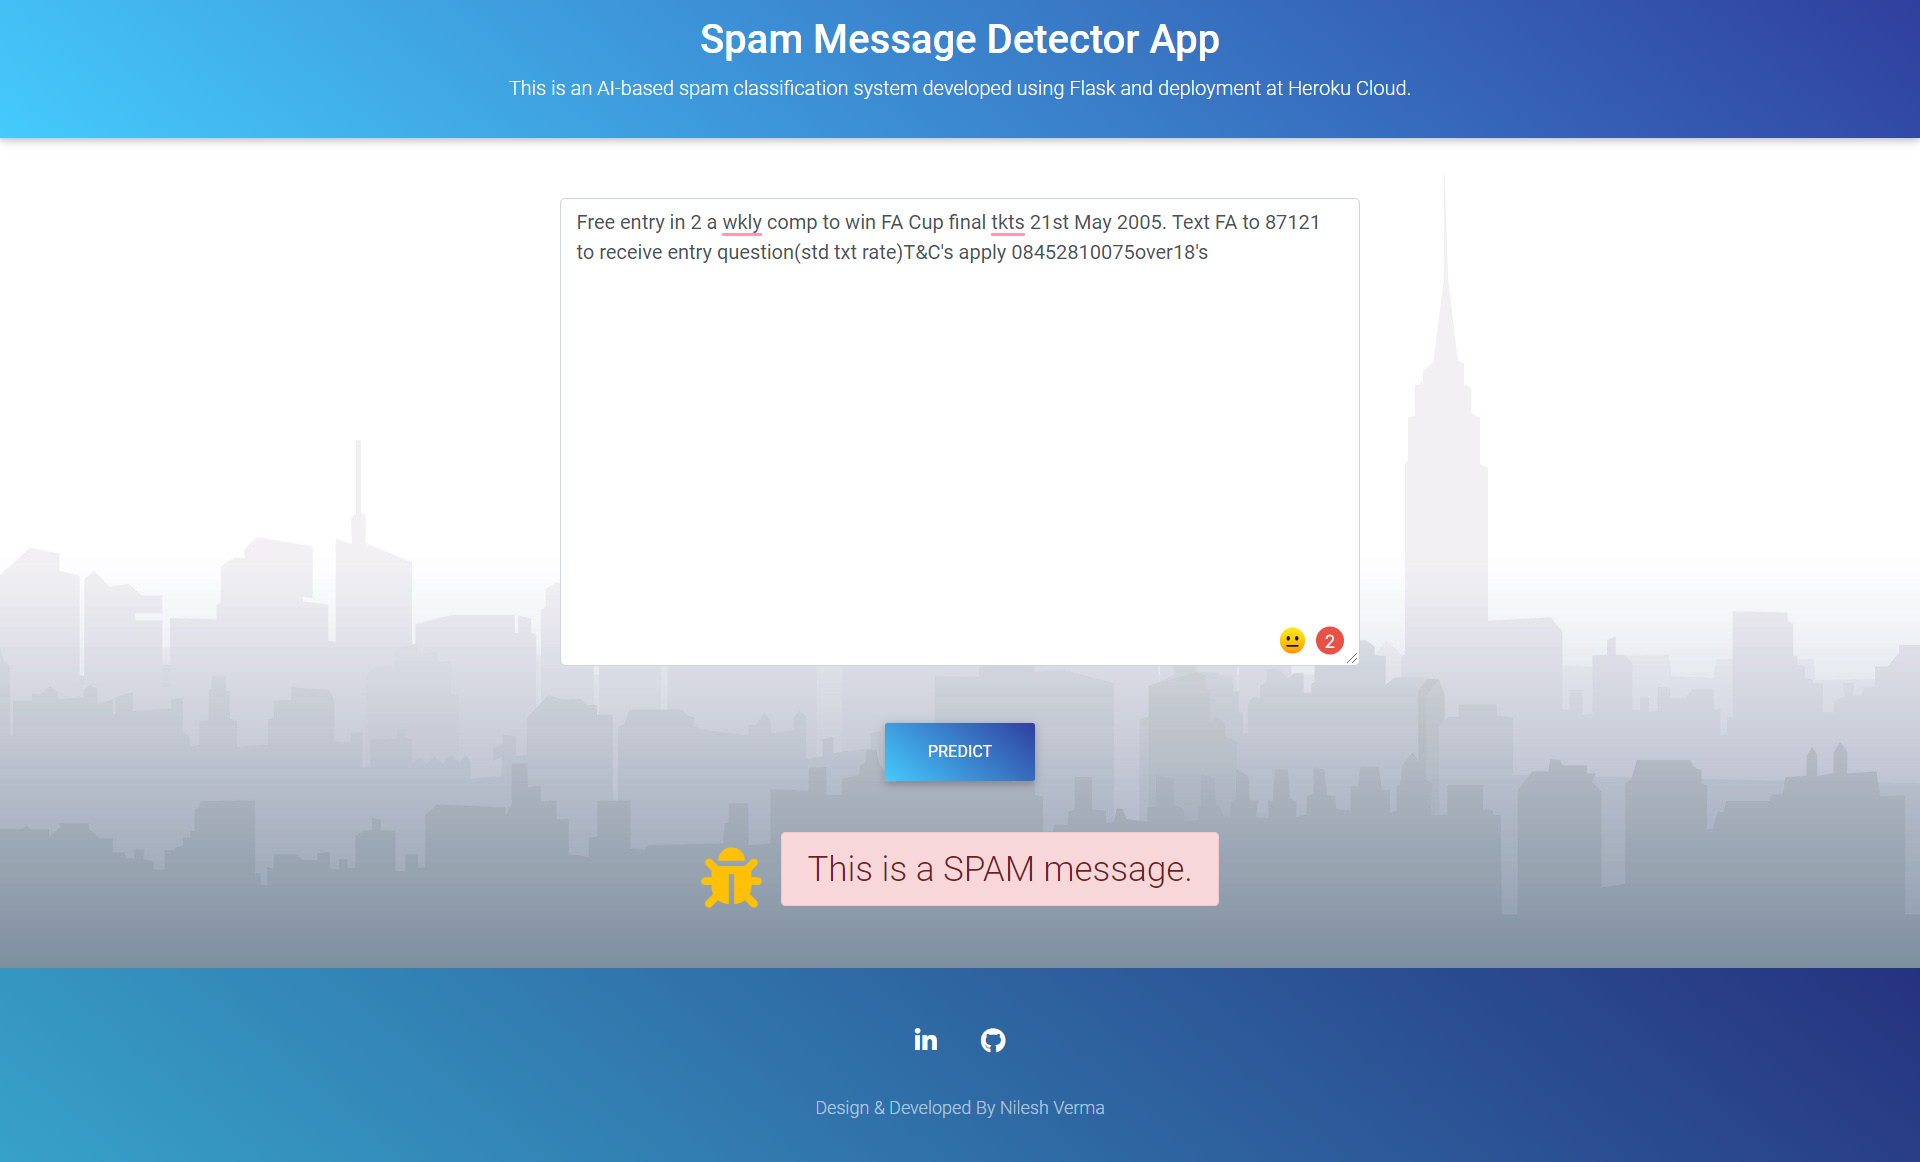 Spam Message Detector App
This is an AI-based spam classification system developed using Flask and deployment at Heroku Cloud.
Free entry in 2 a wkly comp to win FA Cup final tkts 21st May 2005. Text FA to 87121
to receive entry question(std txt rate)T&C's apply 08452810075over18's
2
PREDICT
This is a SPAM message.
in
Design & Developed By Nilesh Verma